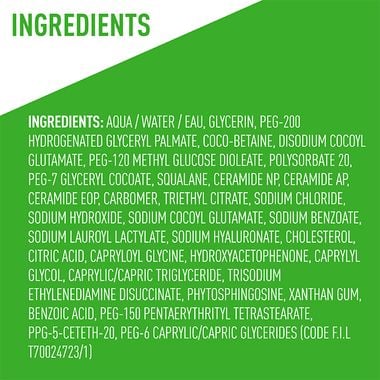 INGREDIENTS
INGREDIENTS: AQUA / WATER / EAU, GLYCERIN, PEG-200
HYDROGENATED GLYCERYL PALMATE, COCO-BETAINE, DISODIUM COCOYL
GLUTAMATE, PEG-120 METHYL GLUCOSE DIOLEATE, POLYSORBATE 20,
PEG-7 GLYCERYL COCOATE, SQUALANE, CERAMIDE NP, CERAMIDE AP,
CERAMIDE EOP, CARBOMER, TRIETHYL CITRATE, SODIUM CHLORIDE,
SODIUM HYDROXIDE, SODIUM COCOYL GLUTAMATE, SODIUM BENZOATE,
SODIUM LAUROYL LACTYLATE, SODIUM HYALURONATE, CHOLESTEROL,
CITRIC ACID, CAPRYLOYL GLYCINE, HYDROXYACETOPHENONE, CAPRYLYL
GLYCOL, CAPRYLIC/CAPRIC TRIGLYCERIDE, TRISODIUM
ETHYLENEDIAMINE DISUCCINATE, PHYTOSPHINGOSINE, XANTHAN GUM,
BENZOIC ACID, PEG-150 PENTAERYTHRITYL TETRASTEARATE,
PPG-5-CETETH-20, PEG-6 CAPRYLIC/CAPRIC GLYCERIDES (CODE F.I.L
T70024723/1)